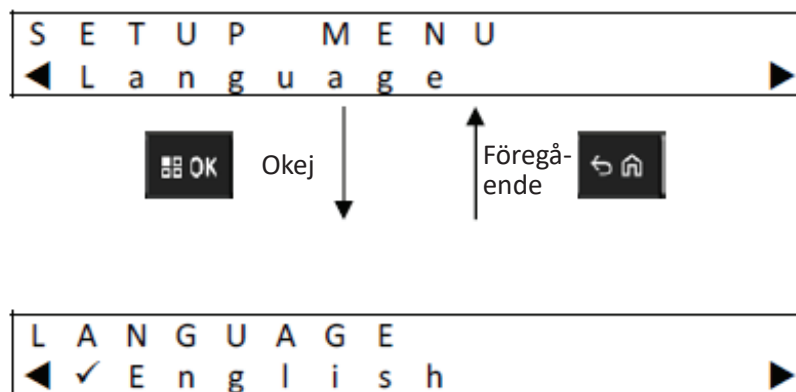 SETUP MENU
◀ Language ▶
OK
Okej
Föregå-
ende
LANGUAGE
◀ ✓ English ▶